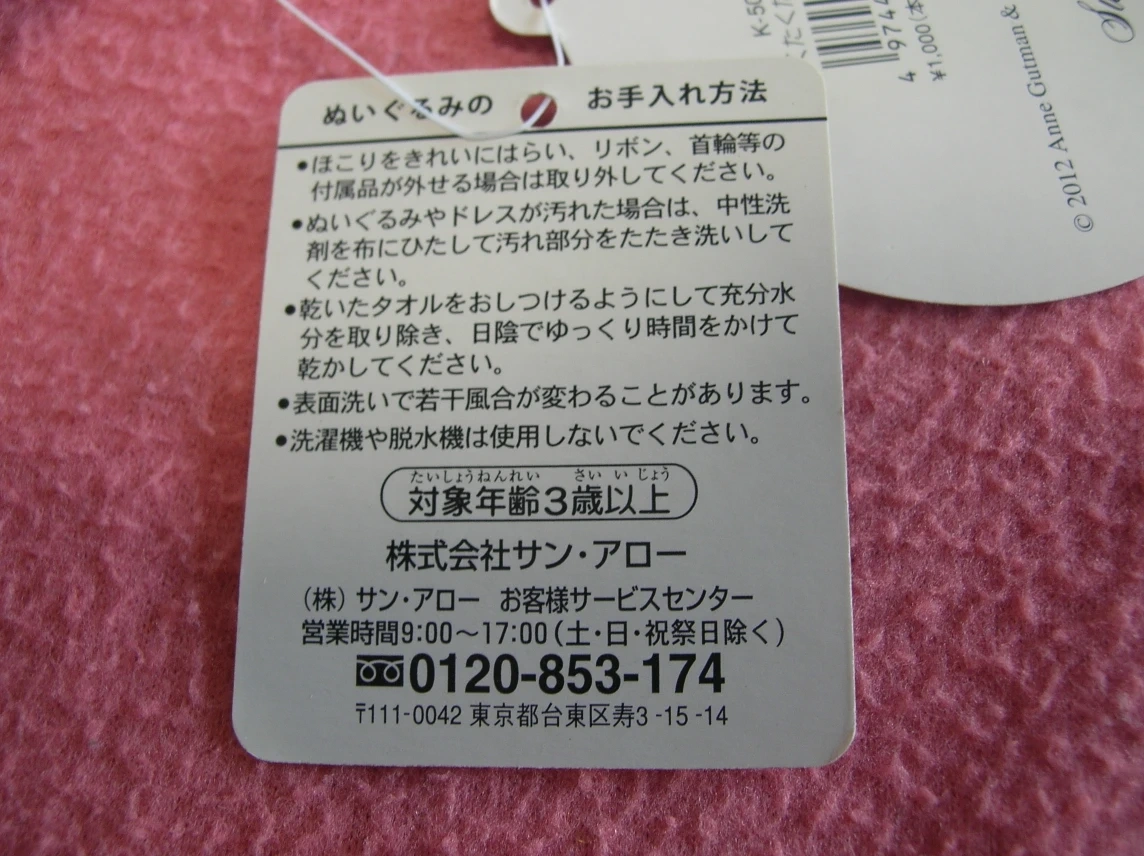 ぬいぐるみの お手入れ方法
●ほこりをきれいにはらい、リボン、首輪等の
付属品が外せる場合は取り外してください。
●ぬいぐるみやドレスが汚れた場合は、中性洗
剤を布にひたして汚れ部分をたたき洗いして
ください。
●乾いたタオルをおしつけるようにして充分水
分を取り除き、日陰でゆっくり時間をかけて
乾かしてください。
●表面洗いで若干風合が変わることがあります。
●洗濯機や脱水機は使用しないでください。
たいしょうねんれい さい い じょう
対象年齢3歳以上
株式会社サン・アロー
(株) サン・アロー お客様サービスセンター
営業時間9:00～17:00(土・日・祝祭日除く)
0120-853-174
〒111-0042 東京都台東区寿3-15-14
K-50
たくた
4 9744
¥1,000(本
© 2012 Anne Gutman &